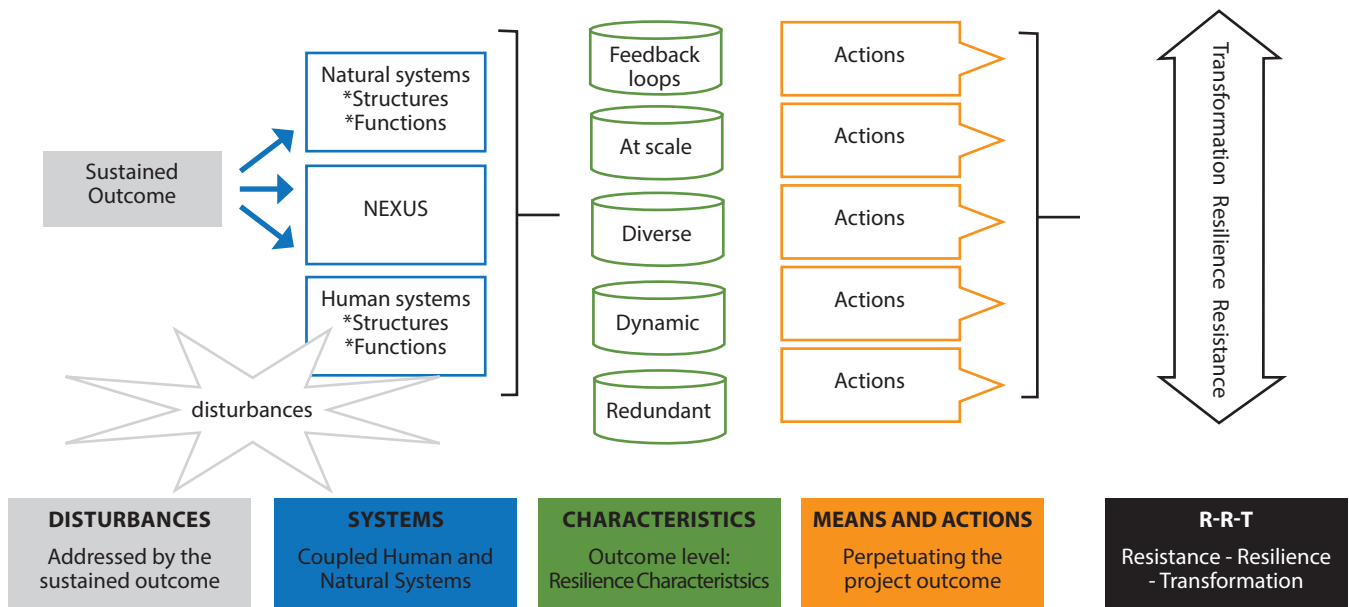 Sustained
Outcome
Natural systems
*Structures
*Functions
NEXUS
Human systems
*Structures
*Functions
disturbances
Feedback
loops
At scale
Diverse
Dynamic
Redundant
Actions
Actions
Actions
Actions
Actions
Transformation Resilience Resistance
DISTURBANCES
Addressed by the
sustained outcome
SYSTEMS
Coupled Human and
Natural Systems
CHARACTERISTICS
Outcome level:
Resilience Characteristsics
MEANS AND ACTIONS
Perpetuating the
project outcome
R-R-T
Resistance - Resilience
- Transformation